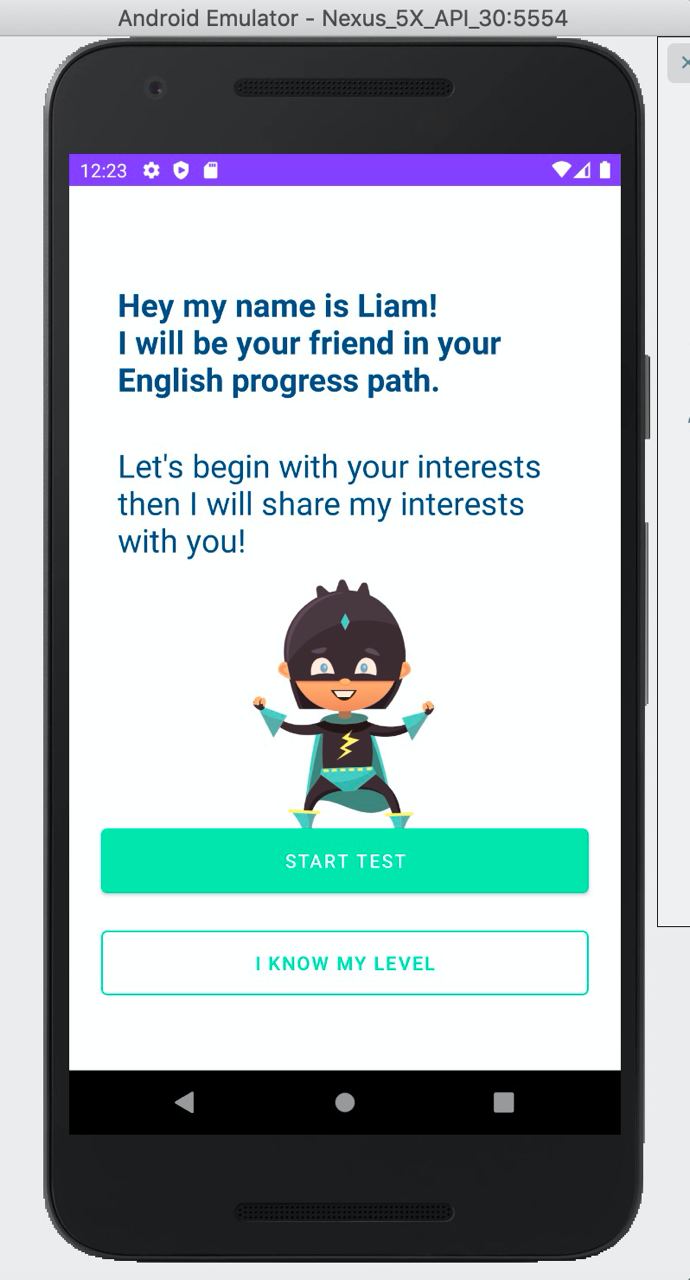 Android Emulator - Nexus_5X_API_30:5554
12:23
Hey my name is Liam!
I will be your friend in your
English progress path.
Let's begin with your interests
then I will share my interests
with you!
START TEST
I KNOW MY LEVEL